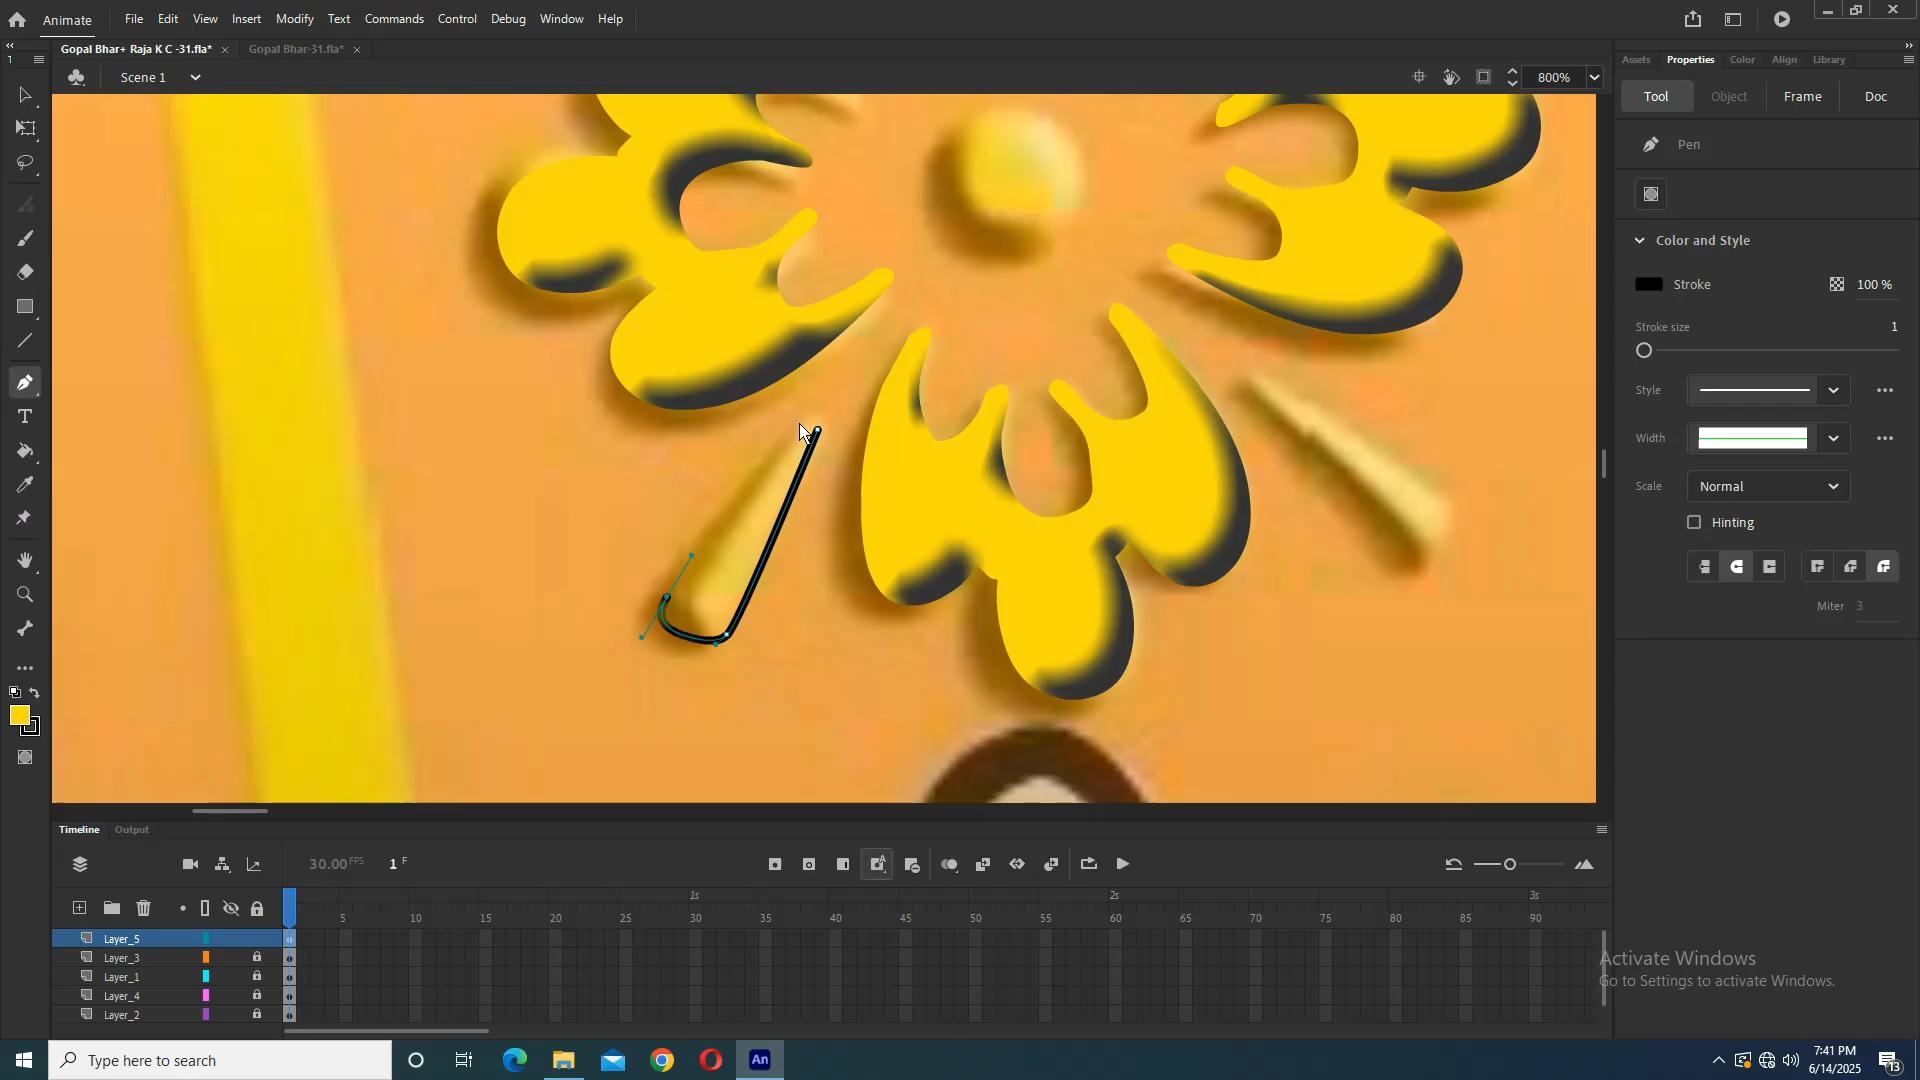 Animate File Edit View Insert Modify Text Commands Control Debug Window Help
Gopal Bhar+ Raja K C -31.fla* Gopal Bhar-31.fla*
Scene 1 800%
Assets Properties Color Align Library
Tool Object Frame Doc
Pen
Color and Style
Stroke 100 %
Stroke size 1
Style
Width
Scale Normal
Hinting
Miter 3
Timeline Output
30.00 FPS 1 F
1s 2s 3s
5 10 15 20 25 30 35 40 45 50 55 60 65 70 75 80 85 90
Layer_5
Layer_3
Layer_1
Layer_4
Layer_2
Activate Windows
Go to Settings to activate Windows.
Type here to search
An
7:41 PM
6/14/2025
13